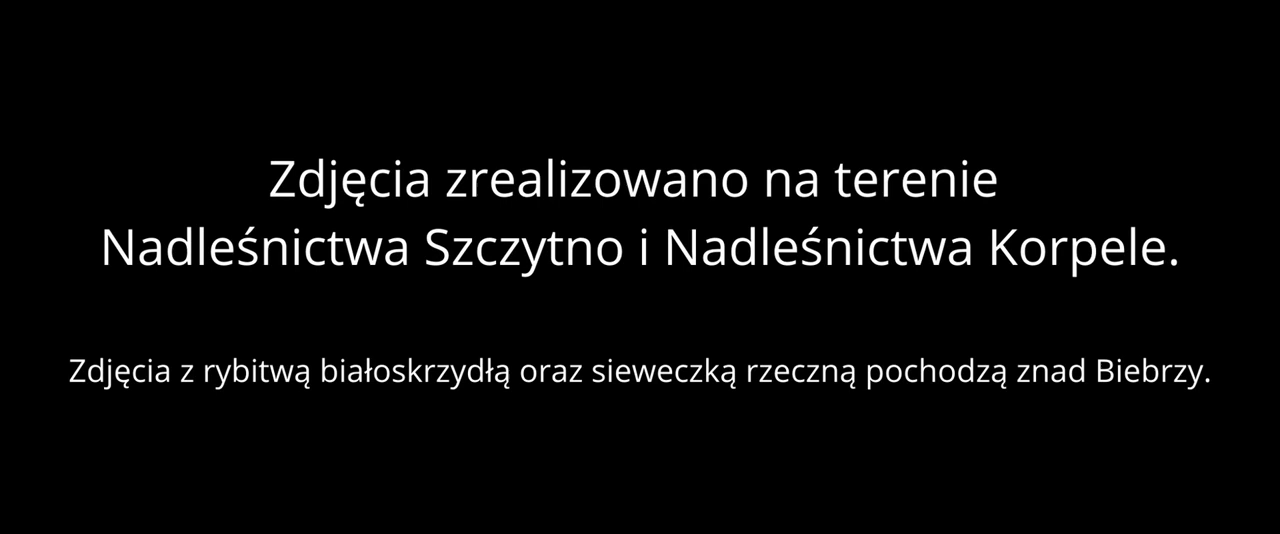 Zdjęcia zrealizowano na terenie
Nadleśnictwa Szczytno i Nadleśnictwa Korpele.
Zdjęcia z rybitwą białoskrzydłą oraz sieweczką rzeczną pochodzą znad Biebrzy.